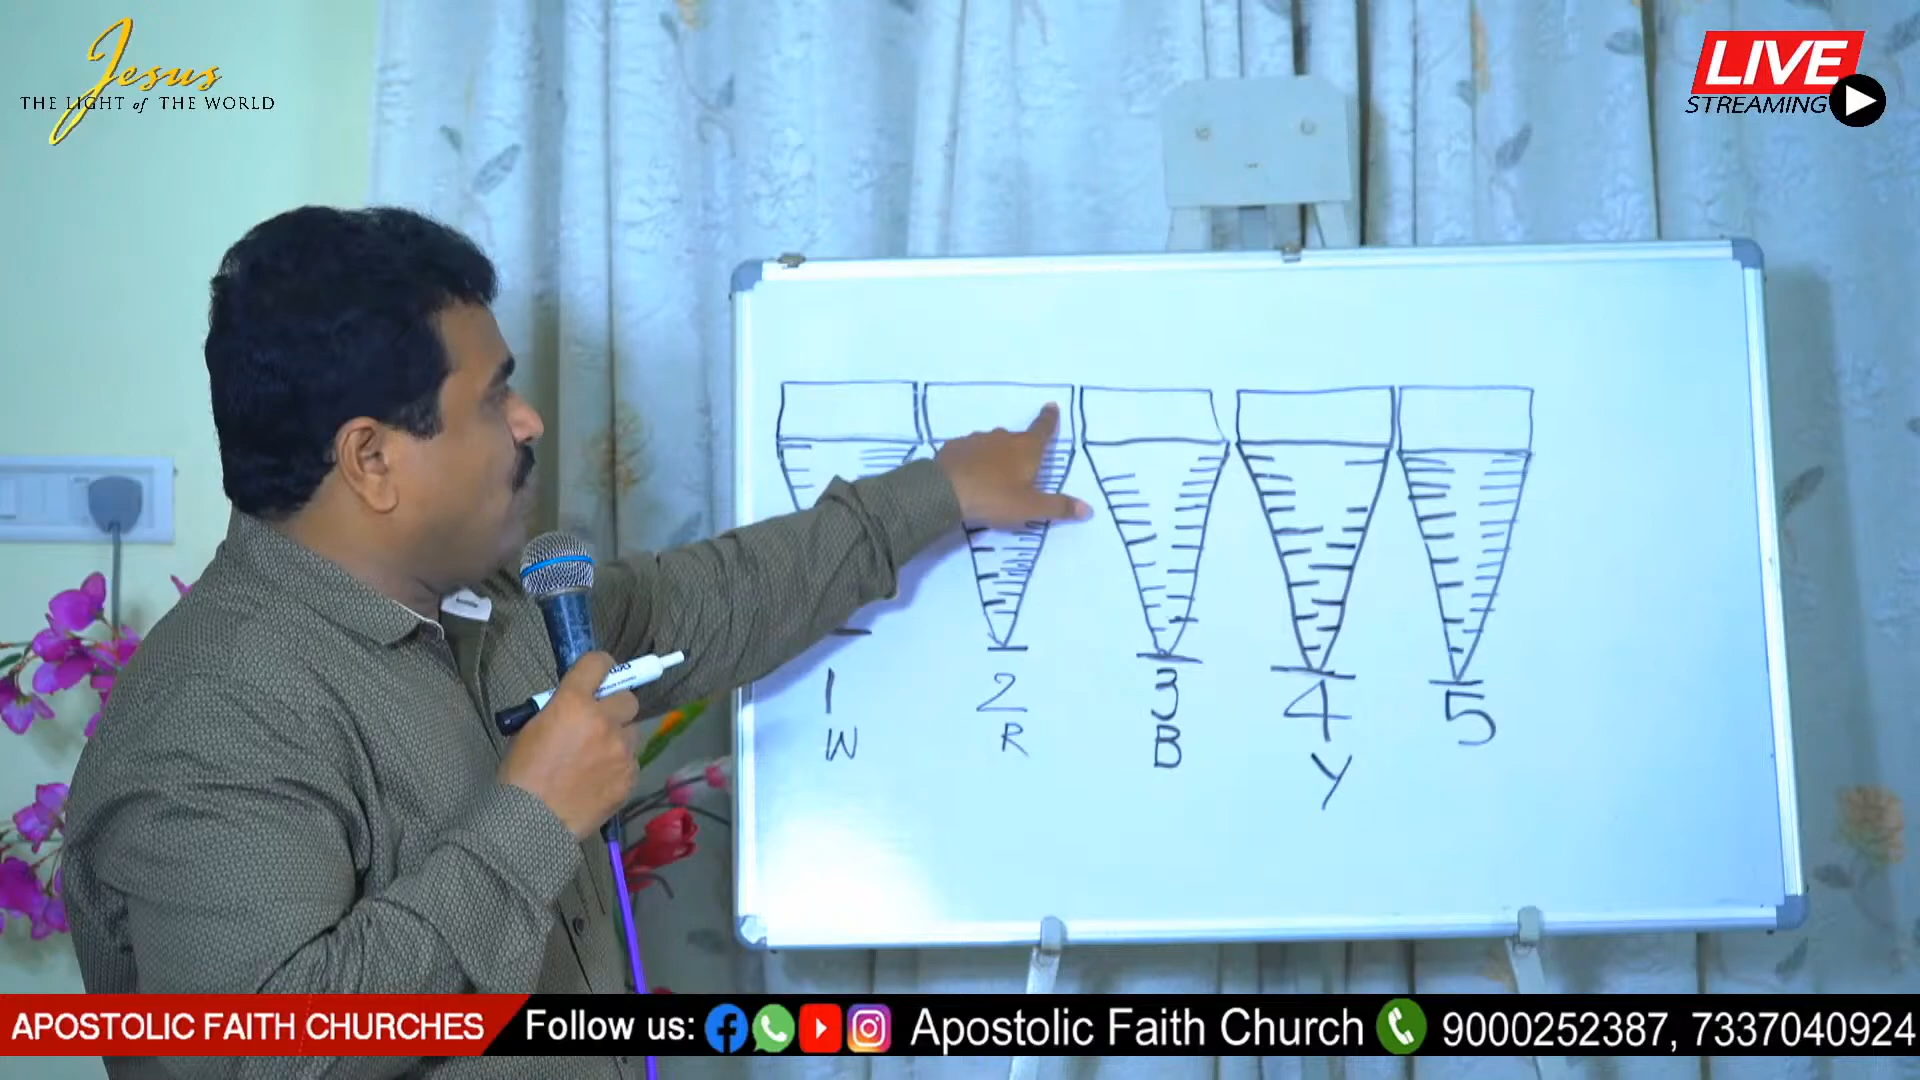 Jesus
THE LIGHT of THE WORLD
LIVE
STREAMING
1 2 3 4 5
W R B Y
APOSTOLIC FAITH CHURCHES
Follow us: Apostolic Faith Church 9000252387, 7337040924